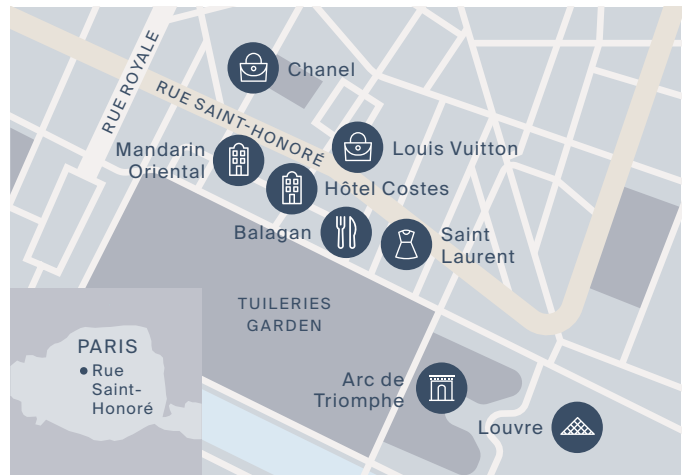 RUE ROYALE
Chanel
RUE SAINT-HONORÉ
Mandarin
Oriental
Louis Vuitton
Hôtel Costes
Balagan
Saint
Laurent
TUILERIES
GARDEN
PARIS
Rue
Saint-
Honoré
Arc de
Triomphe
Louvre